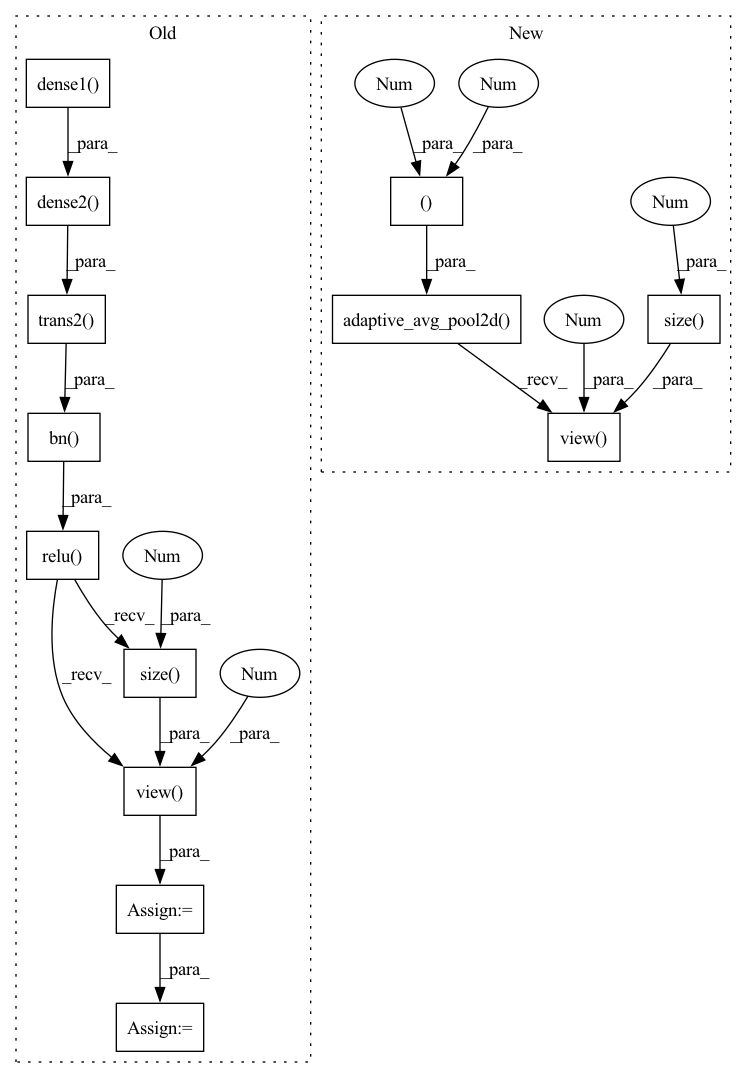 Old
dense1()
_para_
dense2()
_para_
trans2()
_para_
bn()
_para_
relu()
Num
_recv_
_para_
_recv_
size()
Num
_para_
_para_
view()
_para_
Assign:=
_para_
Assign:=
New
Num
Num
_para_
_para_
()
Num
_para_
_para_
adaptive_avg_pool2d()
Num
size()
_recv_
_para_
_para_
view()